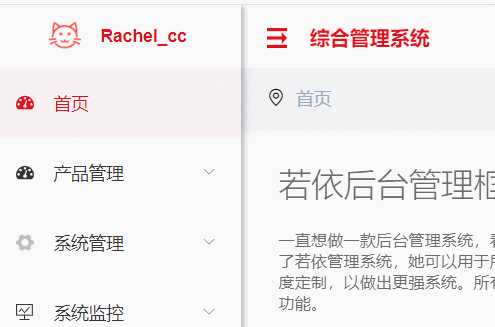 Rachel_cc
综合管理系统
首页
首页
产品管理
系统管理
系统监控
若依后台管理框
一直想做一款后台管理系统，看
了若依管理系统，她可以用于所
度定制，以做出更强系统。所有
功能。